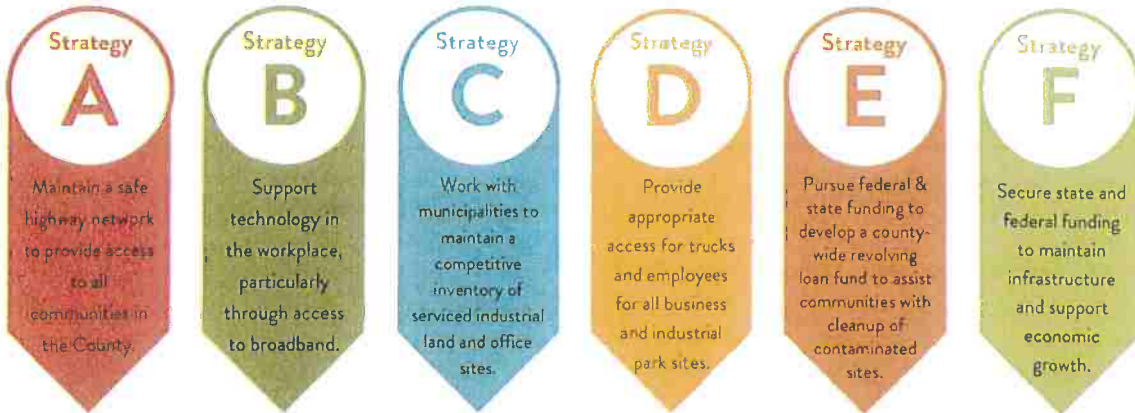 Strategy
A
Maintain a safe
highway network
to provide access
to all
communities in
the County.
Strategy
B
Support
technology in
the workplace,
particularly
through access
to broadband.
Strategy
C
Work with
municipalities to
maintain a
competitive
inventory of
serviced industrial
land and office
sites.
Strategy
D
Provide
appropriate
access for trucks
and employees
for all business
and industrial
park sites.
Strategy
E
Pursue federal &
state funding to
develop a county-
wide revolving
loan fund to assist
communities with
cleanup of
contaminated
sites.
Strategy
F
Secure state and
federal funding
to maintain
infrastructure
and support
economic
growth.